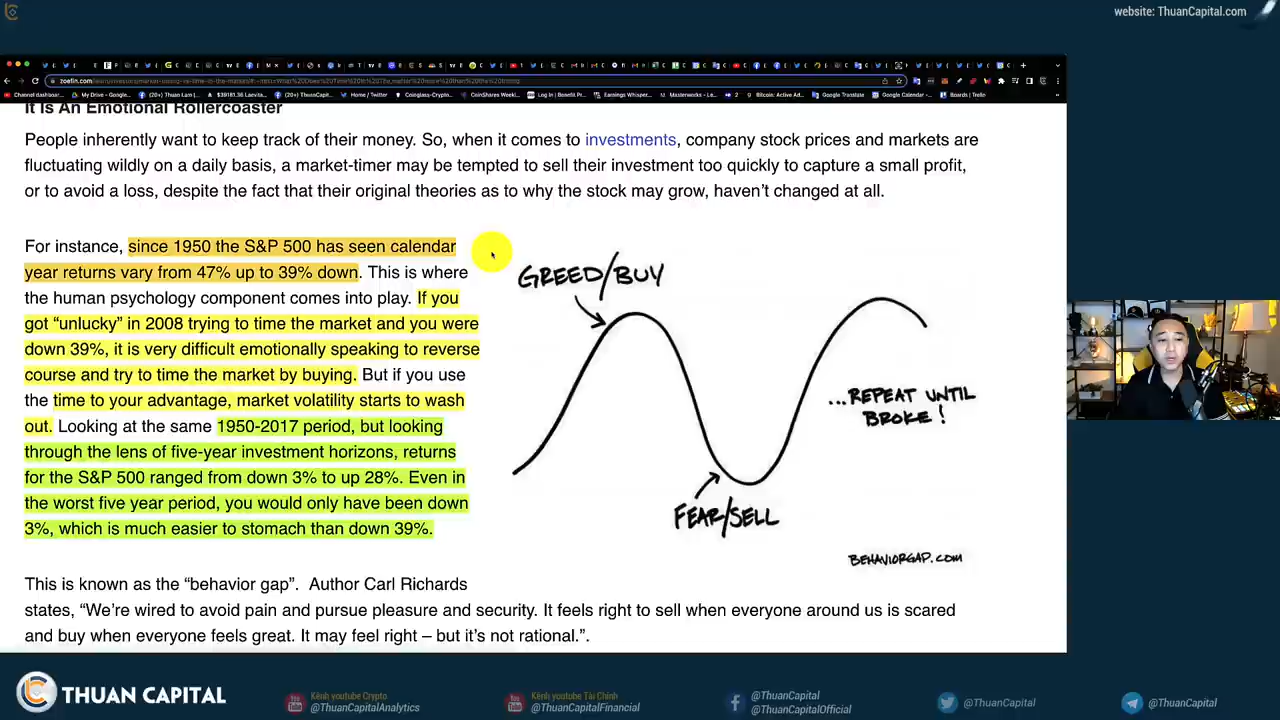 website: ThuanCapital.com
It Is An Emotional Rollercoaster
People inherently want to keep track of their money. So, when it comes to investments, company stock prices and markets are
fluctuating wildly on a daily basis, a market-timer may be tempted to sell their investment too quickly to capture a small profit,
or to avoid a loss, despite the fact that their original theories as to why the stock may grow, haven’t changed at all.
For instance, since 1950 the S&P 500 has seen calendar
year returns vary from 47% up to 39% down. This is where
the human psychology component comes into play. If you
got “unlucky” in 2008 trying to time the market and you were
down 39%, it is very difficult emotionally speaking to reverse
course and try to time the market by buying. But if you use
the time to your advantage, market volatility starts to wash
out. Looking at the same 1950-2017 period, but looking
through the lens of five-year investment horizons, returns
for the S&P 500 ranged from down 3% to up 28%. Even in
the worst five year period, you would only have been down
3%, which is much easier to stomach than down 39%.
GREED/BUY
...REPEAT UNTIL
BROKE!
FEAR/SELL
BEHAVIORGAP.COM
This is known as the “behavior gap”. Author Carl Richards
states, “We’re wired to avoid pain and pursue pleasure and security. It feels right to sell when everyone around us is scared
and buy when everyone feels great. It may feel right – but it’s not rational.”.
THUAN CAPITAL
Kênh youtube Crypto
@ThuanCapitalAnalytics
Kênh youtube Tài Chính
@ThuanCapitalFinancial
@ThuanCapital
@ThuanCapitalOfficial
@ThuanCapital
@ThuanCapital